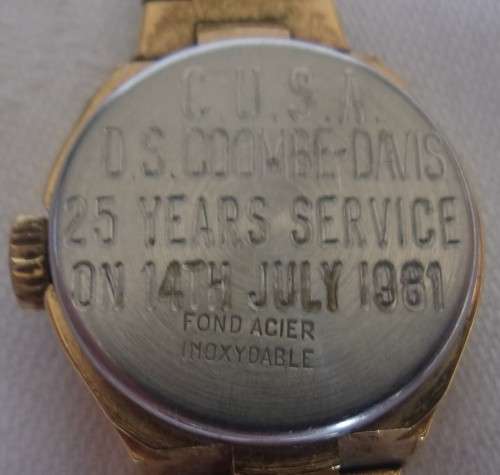 C.U.S.A.
D.S. COOMBE-DAVIS
25 YEARS SERVICE
ON 14TH JULY 1981
FOND ACIER
INOXYDABLE